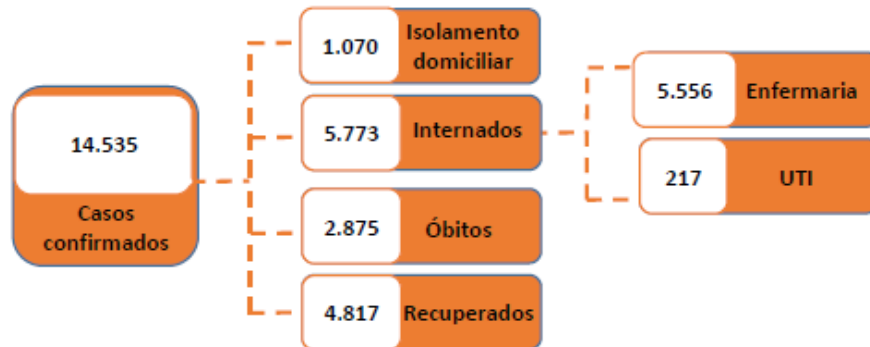 14.535
Casos
confirmados
1.070
Isolamento
domiciliar
5.773
Internados
2.875
Óbitos
4.817
Recuperados
5.556
Enfermaria
217
UTI